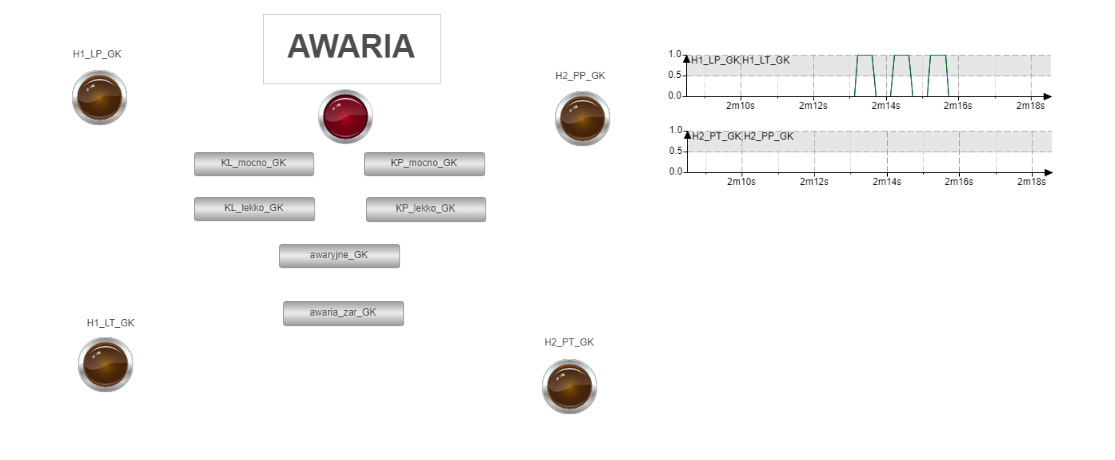 AWARIA
H1_LP_GK
H2_PP_GK
KL_mocno_GK
KP_mocno_GK
KL_lekko_GK
KP_lekko_GK
awaryjne_GK
awaria_zar_GK
H1_LT_GK
H2_PT_GK
1.0
H1_LP_GK H1_LT_GK
0.5
0.0
2m10s 2m12s 2m14s 2m16s 2m18s
1.0
H2_PT_GK H2_PP_GK
0.5
0.0
2m10s 2m12s 2m14s 2m16s 2m18s